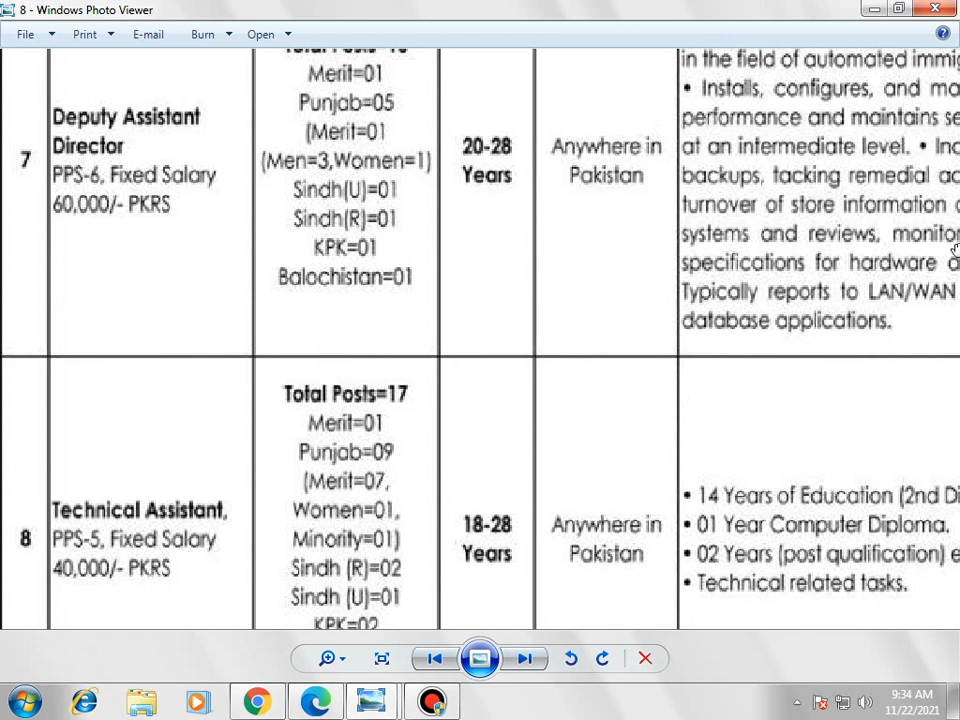 8 - Windows Photo Viewer
File Print E-mail Burn Open
7
Deputy Assistant
Director
PPS-6, Fixed Salary
60,000/- PKRS
Merit=01
Punjab=05
(Merit=01
(Men=3,Women=1)
Sindh(U)=01
Sindh(R)=01
KPK=01
Balochistan=01
20-28
Years
Anywhere in
Pakistan
in the field of automated
• Installs, configures, and
performance and maintains
at an intermediate level. •
backups, tacking remedial
turnover of store information
systems and reviews,
specifications for hardware
Typically reports to LAN/WAN
database applications.
8
Technical Assistant,
PPS-5, Fixed Salary
40,000/- PKRS
Total Posts=17
Merit=01
Punjab=09
(Merit=07,
Women=01,
Minority=01)
Sindh (R)=02
Sindh (U)=01
KPK=02
18-28
Years
Anywhere in
Pakistan
• 14 Years of Education (2nd
• 01 Year Computer Diploma.
• 02 Years (post qualification)
• Technical related tasks.
9:34 AM
11/22/2021